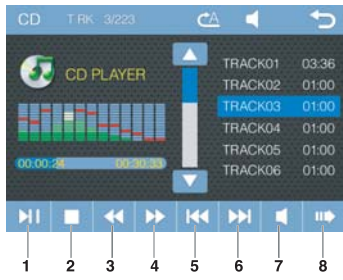 CD TRK 3/223
CD PLAYER
00:00:24 00:30:33
TRACK01 03:36
TRACK02 01:00
TRACK03 01:00
TRACK04 01:00
TRACK05 01:00
TRACK06 01:00
1 2 3 4 5 6 7 8